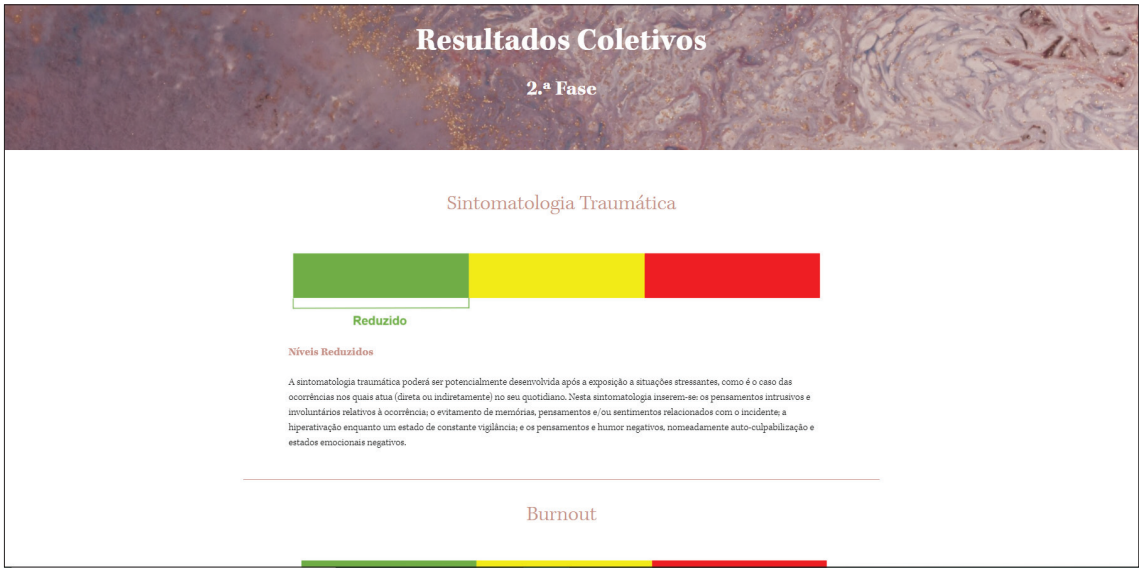 Resultados Coletivos
2.ª Fase
Sintomatologia Traumática
Reduzido
Níveis Reduzidos
A sintomatologia traumática poderá ser potencialmente desenvolvida após a exposição a situações stressantes, como é o caso das
ocorrências nos quais atua (direta ou indiretamente) no seu quotidiano. Nesta sintomatologia inserem-se: os pensamentos intrusivos e
involuntários relativos à ocorrência; o evitamento de memórias, pensamentos e/ou sentimentos relacionados com o incidente; a
hiperativação enquanto um estado de constante vigilância; e os pensamentos e humor negativos, nomeadamente auto-culpabilização e
estados emocionais negativos.
Burnout